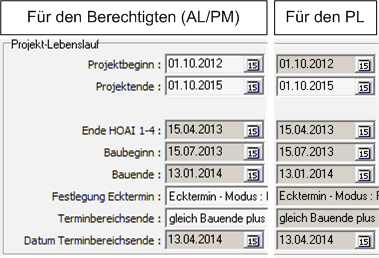 Für den Berechtigten (AL/PM) Für den PL
Projekt-Lebenslauf
Projektbeginn : 01.10.2012 15 01.10.2012 15
Projektende : 01.10.2015 15 01.10.2015 15
Ende HOAI 1-4 : 15.04.2013 15 15.04.2013 15
Baubeginn : 15.07.2013 15 15.07.2013 15
Bauende : 13.01.2014 15 13.01.2014 15
Festlegung Ecktermin : Ecktermin - Modus : Ecktermin - Modus :
Terminbereichsende : gleich Bauende plus gleich Bauende plus
Datum Terminbereichsende : 13.04.2014 15 13.04.2014 15